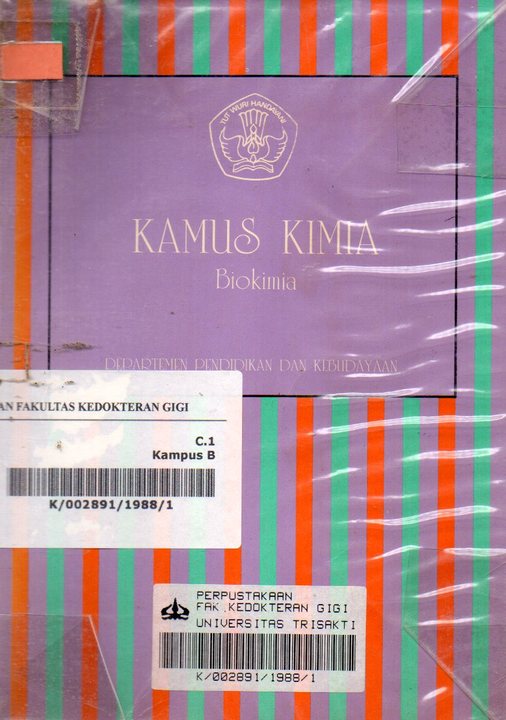 TUT WURI HANDAYANI
KAMUS KIMIA
Biokimia
DEPARTEMEN PENDIDIKAN DAN KEBUDAYAAN
AN FAKULTAS KEDOKTERAN GIGI
C.1
Kampus B
K/002891/1988/1
PERPUSTAKAAN
FAK.KEDOKTERAN GIGI
UNIVERSITAS TRISAKTI
K/002891/1988/1